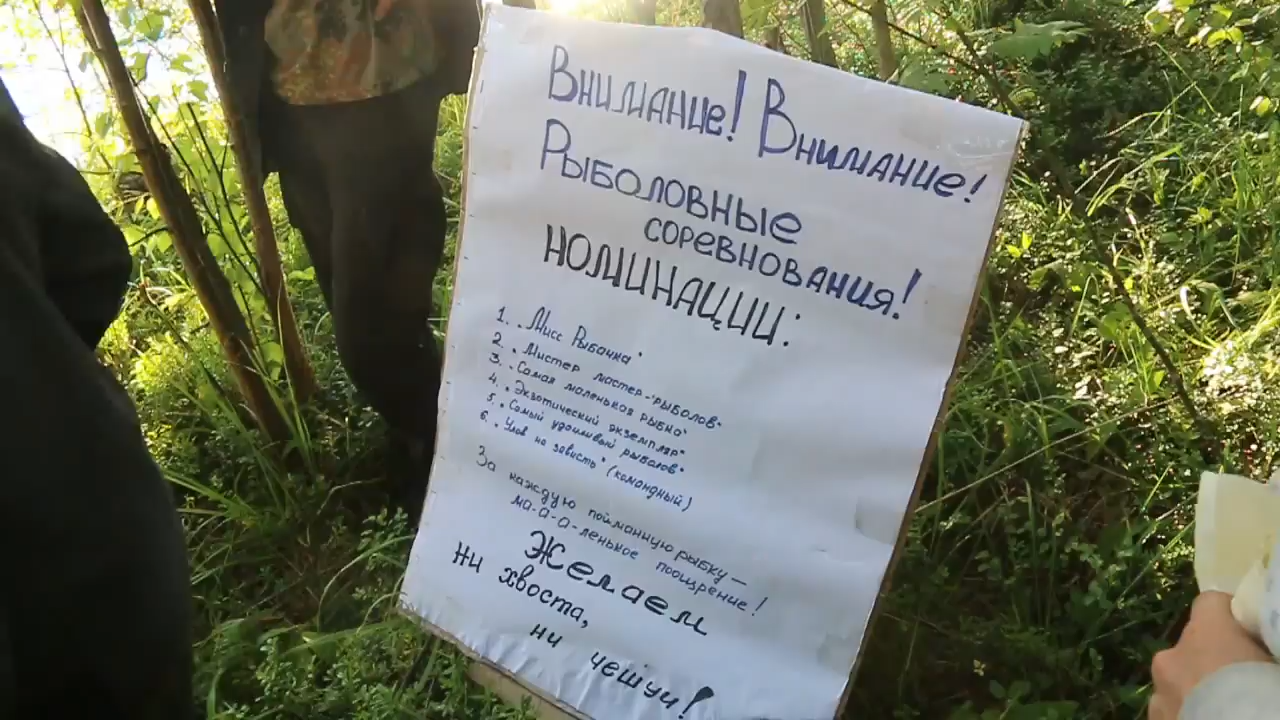 Внимание! Внимание!
Рыболовные
соревнования!
НОМИНАЦИИ:
1. „Мисс Рыбачка"
2. „Мистер мастер-рыболов"
3. „Самая маленькая рыбка"
4. „Экзотический экземпляр"
5. „Самый удачливый рыболов"
6. „Улов на зависть" (командный)
За каждую пойманную рыбку —
ма-а-а-ленькое поощрение!
Желаем
ни хвоста,
ни чешуи!